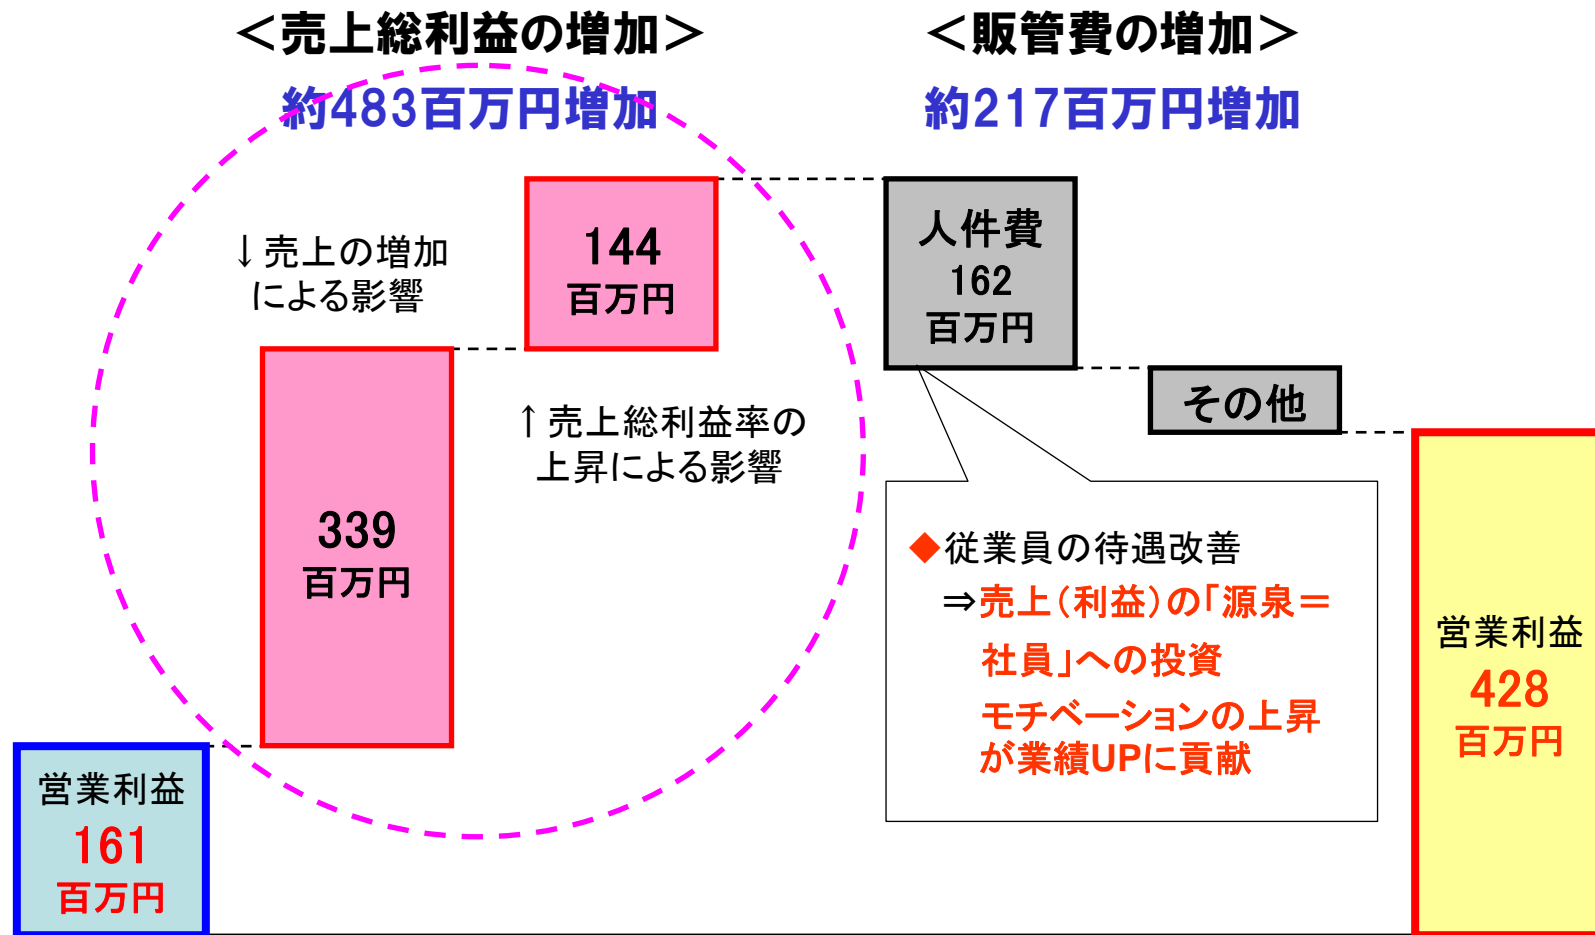 ＜売上総利益の増加＞
約483百万円増加
＜販管費の増加＞
約217百万円増加
↓売上の増加
による影響
144
百万円
人件費
162
百万円
↑売上総利益率の
上昇による影響
その他
339
百万円
◆従業員の待遇改善
⇒売上（利益）の「源泉＝
社員」への投資
モチベーションの上昇
が業績UPに貢献
営業利益
428
百万円
営業利益
161
百万円